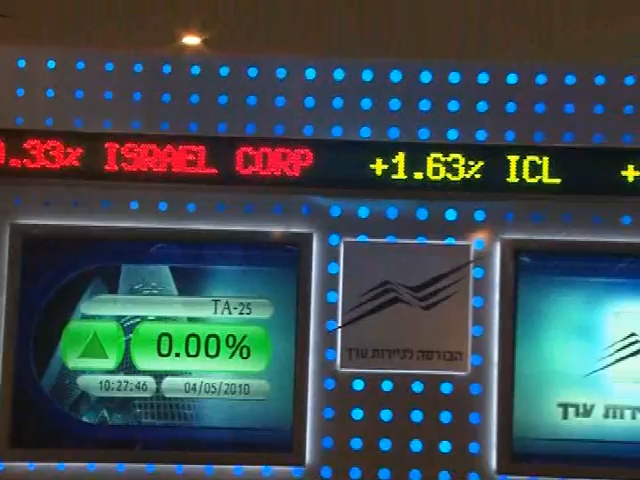 .33% ISRAEL CORP +1.63% ICL +
TA-25
0.00%
10:27:46 04/05/2010
הבורסה לניירות ערך
ערך